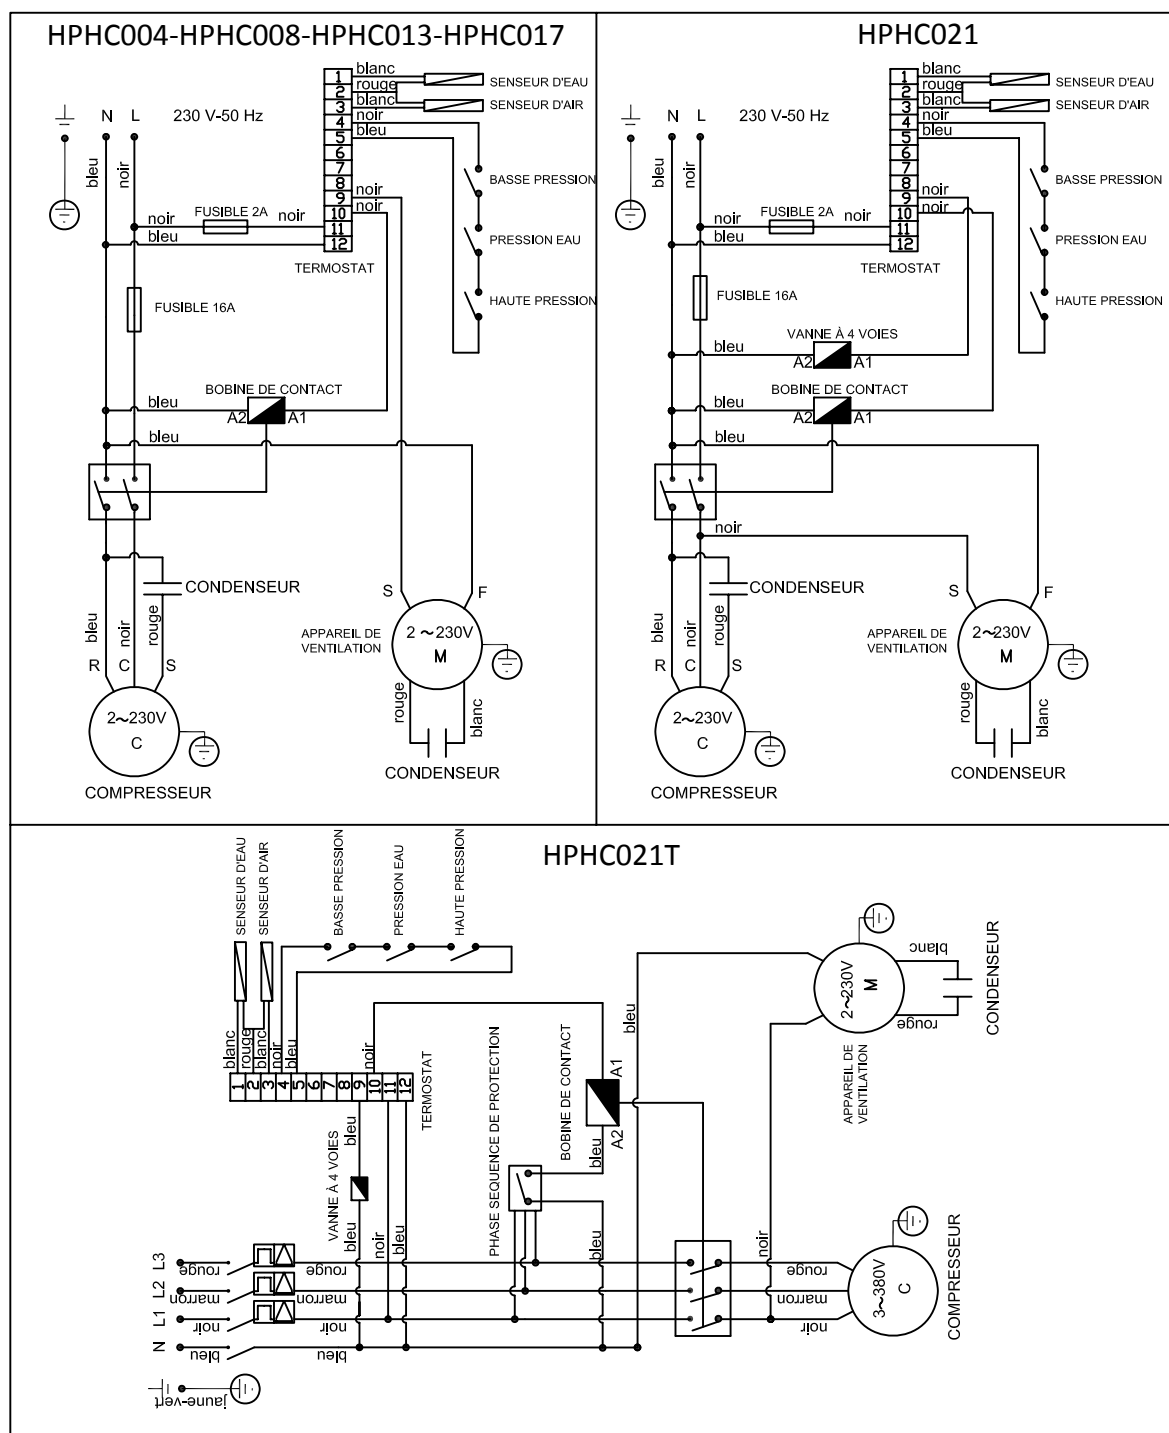 HPHC004-HPHC008-HPHC013-HPHC017
N L 230 V-50 Hz
bleu
noir
1
2
3
4
5
6
7
8
9
10
11
12
TERMOSTAT
blanc
rouge
blanc
noir
bleu
noir
noir
SENSEUR D'EAU
SENSEUR D'AIR
BASSE PRESSION
PRESSION EAU
HAUTE PRESSION
noir FUSIBLE 2A noir
bleu
FUSIBLE 16A
BOBINE DE CONTACT
bleu A2 A1
bleu
CONDENSEUR
bleu
noir
rouge
R C S
2~230V
C
COMPRESSEUR
S F
APPAREIL DE
VENTILATION
2~230V
M
rouge
blanc
CONDENSEUR
HPHC021
N L 230 V-50 Hz
bleu
noir
1
2
3
4
5
6
7
8
9
10
11
12
TERMOSTAT
blanc
rouge
blanc
noir
bleu
noir
noir
SENSEUR D'EAU
SENSEUR D'AIR
BASSE PRESSION
PRESSION EAU
HAUTE PRESSION
noir FUSIBLE 2A noir
bleu
FUSIBLE 16A
VANNE À 4 VOIES
bleu A2 A1
BOBINE DE CONTACT
bleu A2 A1
bleu
noir
CONDENSEUR
bleu
noir
rouge
R C S
2~230V
C
COMPRESSEUR
S F
APPAREIL DE
VENTILATION
2~230V
M
rouge
blanc
CONDENSEUR
HPHC021T
SENSEUR D'EAU
SENSEUR D'AIR
BASSE PRESSION
PRESSION EAU
HAUTE PRESSION
blanc
rouge
blanc
noir
bleu
noir
1
2
3
4
5
6
7
8
9
10
11
12
TERMOSTAT
VANNE À 4 VOIES
bleu
bleu
noir
bleu
PHASE SEQUENCE DE PROTECTION
BOBINE DE CONTACT
A1
A2
bleu
bleu
bleu
noir
2~230V
M
APPAREIL DE
VENTILATION
blanc
rouge
CONDENSEUR
L3 rouge rouge rouge
L2 marron marron marron
L1 noir noir noir
N bleu bleu
jaune-vert
3~380V
C
COMPRESSEUR